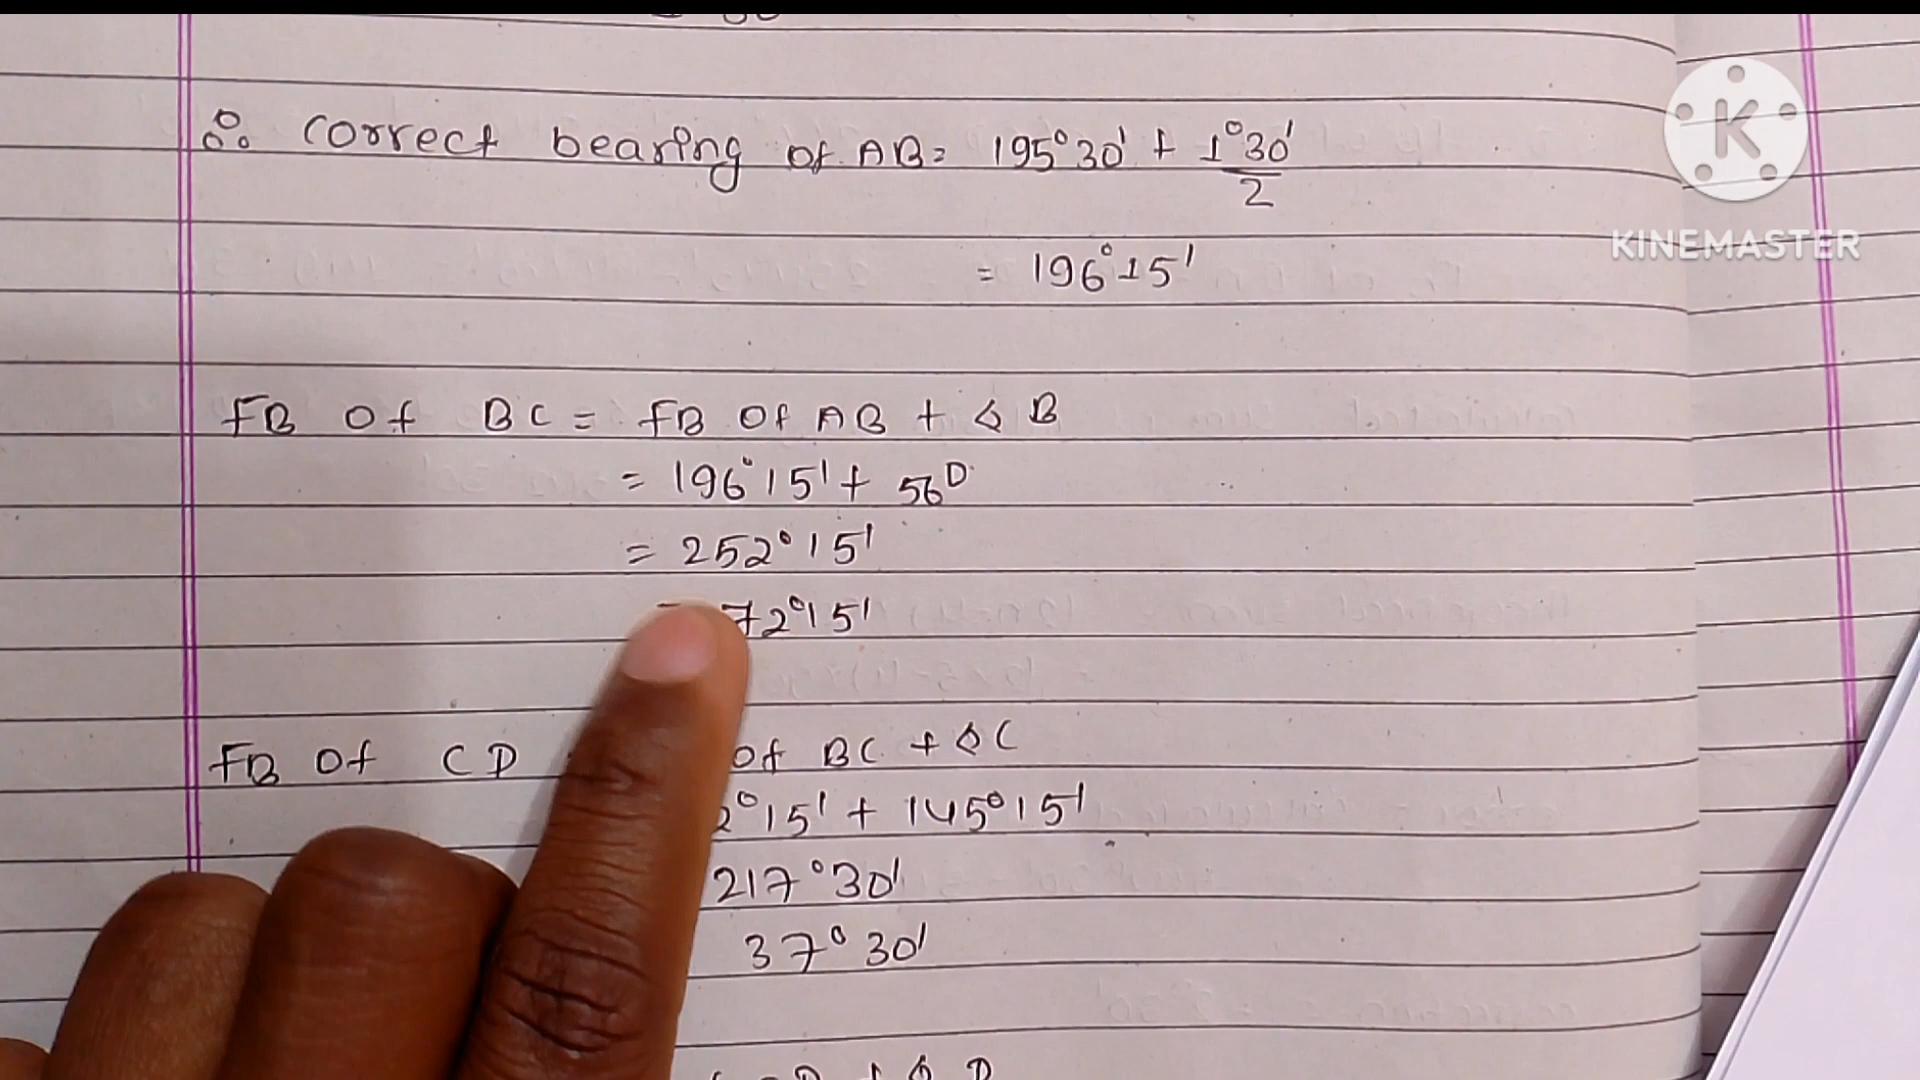 ∴ correct bearing of AB = 195°30' + 1°30'/2
= 196°15'
K
KINEMASTER
FB Of BC = FB Of AB + ∠B
= 196°15' + 56°
= 252°15'
72°15'
FB Of CD
Of BC + ∠C
2°15' + 145°15'
217°30'
37°30'
D + ∠D